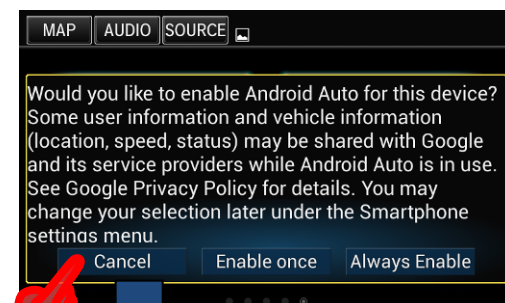 MAP AUDIO SOURCE
Would you like to enable Android Auto for this device?
Some user information and vehicle information
(location, speed, status) may be shared with Google
and its service providers while Android Auto is in use.
See Google Privacy Policy for details. You may
change your selection later under the Smartphone
settings menu.
Cancel Enable once Always Enable